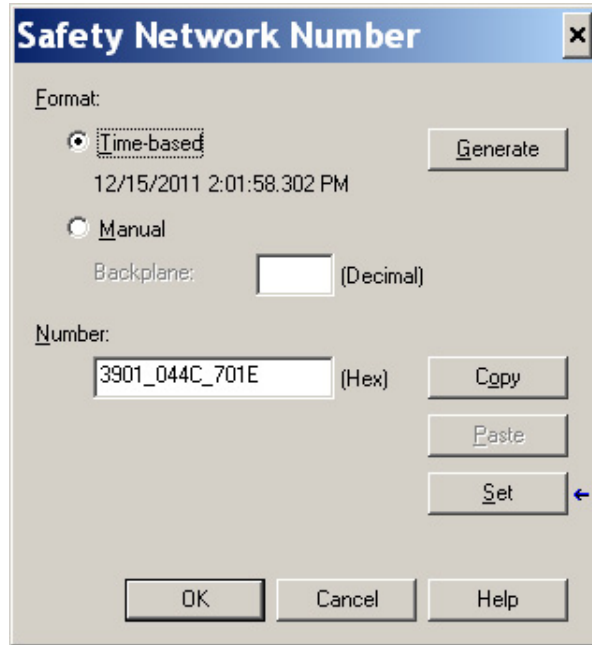 Safety Network Number
Format:
Time-based
Generate
12/15/2011 2:01:58.302 PM
Manual
Backplane:
(Decimal)
Number:
3901_044C_701E
(Hex)
Copy
Paste
Set
OK
Cancel
Help